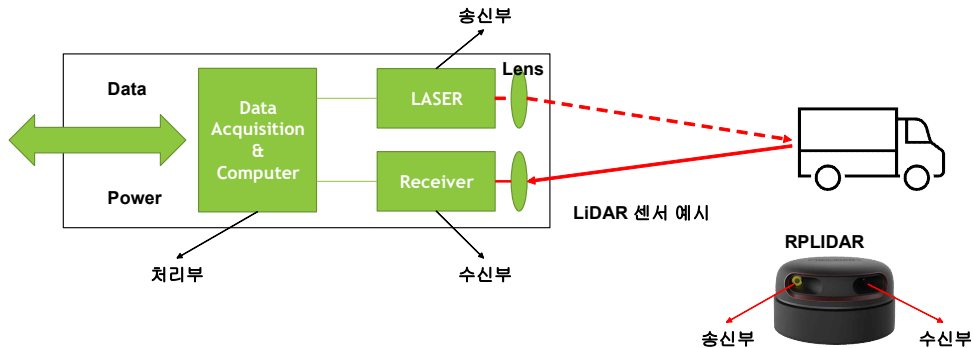 송신부
Lens
Data
LASER
Data
Acquisition
&
Computer
Receiver
Power
LiDAR 센서 예시
RPLIDAR
처리부
수신부
송신부
수신부